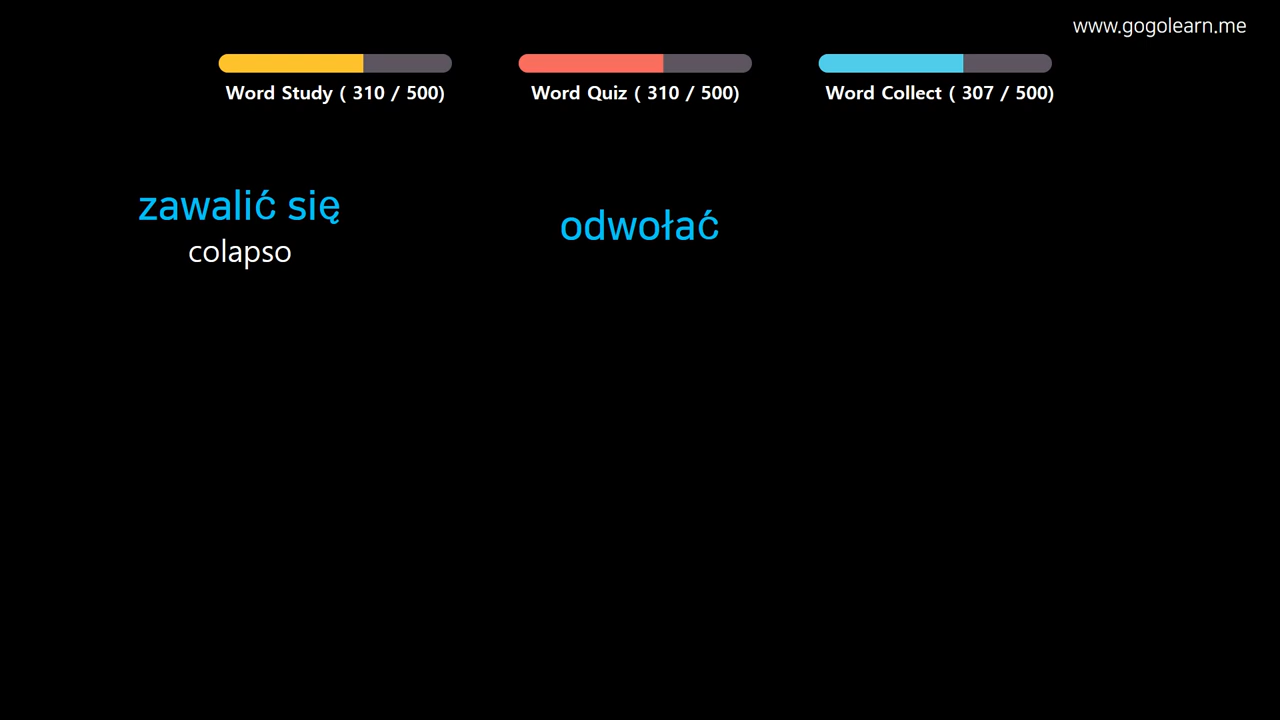 www.gogolearn.me
Word Study ( 310 / 500)
Word Quiz ( 310 / 500)
Word Collect ( 307 / 500)
zawalić się
colapso
odwołać